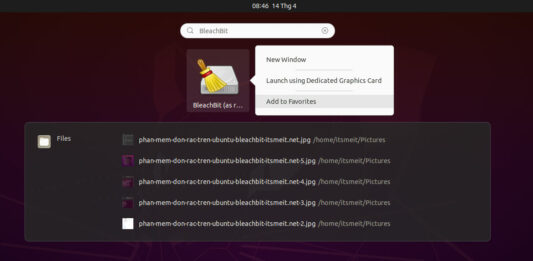 08:46 14 Thg 4
BleachBit
New Window
Launch using Dedicated Graphics Card
Add to Favorites
BleachBit (as r...
Files
phan-mem-don-rac-tren-ubuntu-bleachbit-itsmeit.net.jpg /home/itsmeit/Pictures
phan-mem-don-rac-tren-ubuntu-bleachbit-itsmeit.net-5.jpg /home/itsmeit/Pictures
phan-mem-don-rac-tren-ubuntu-bleachbit-itsmeit.net-4.jpg /home/itsmeit/Pictures
phan-mem-don-rac-tren-ubuntu-bleachbit-itsmeit.net-3.jpg /home/itsmeit/Pictures
phan-mem-don-rac-tren-ubuntu-bleachbit-itsmeit.net-2.jpg /home/itsmeit/Pictures